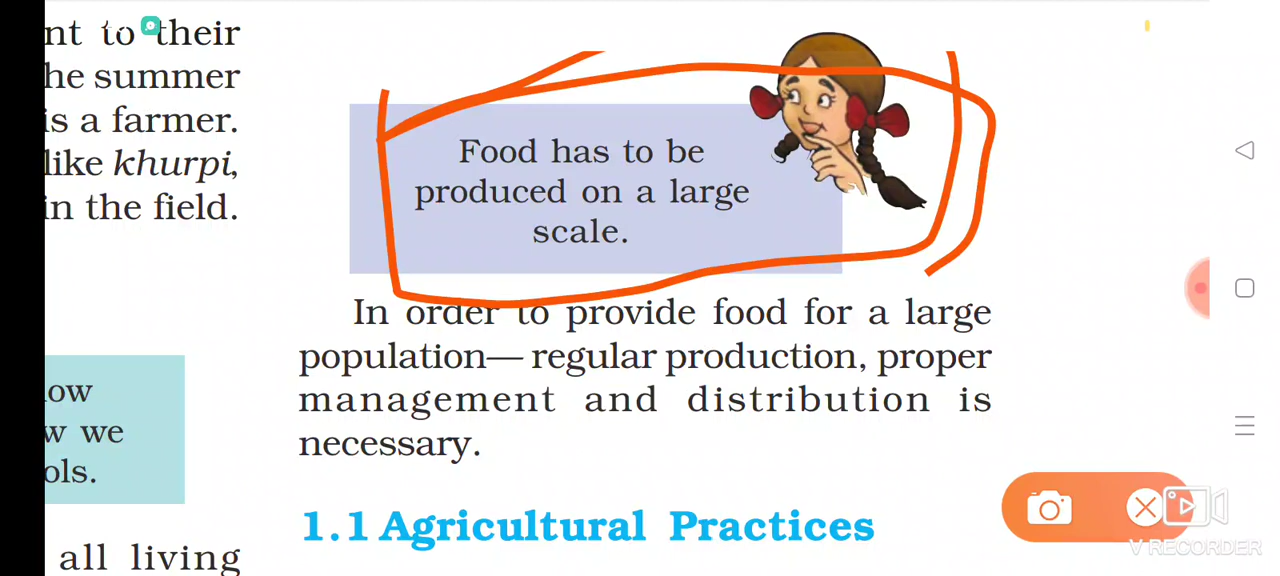 nt to their
he summer
is a farmer.
like khurpi,
in the field.
ow
w we
ols.
all living
Food has to be
produced on a large
scale.
In order to provide food for a large
population— regular production, proper
management and distribution is
necessary.
1.1 Agricultural Practices
V RECORDER